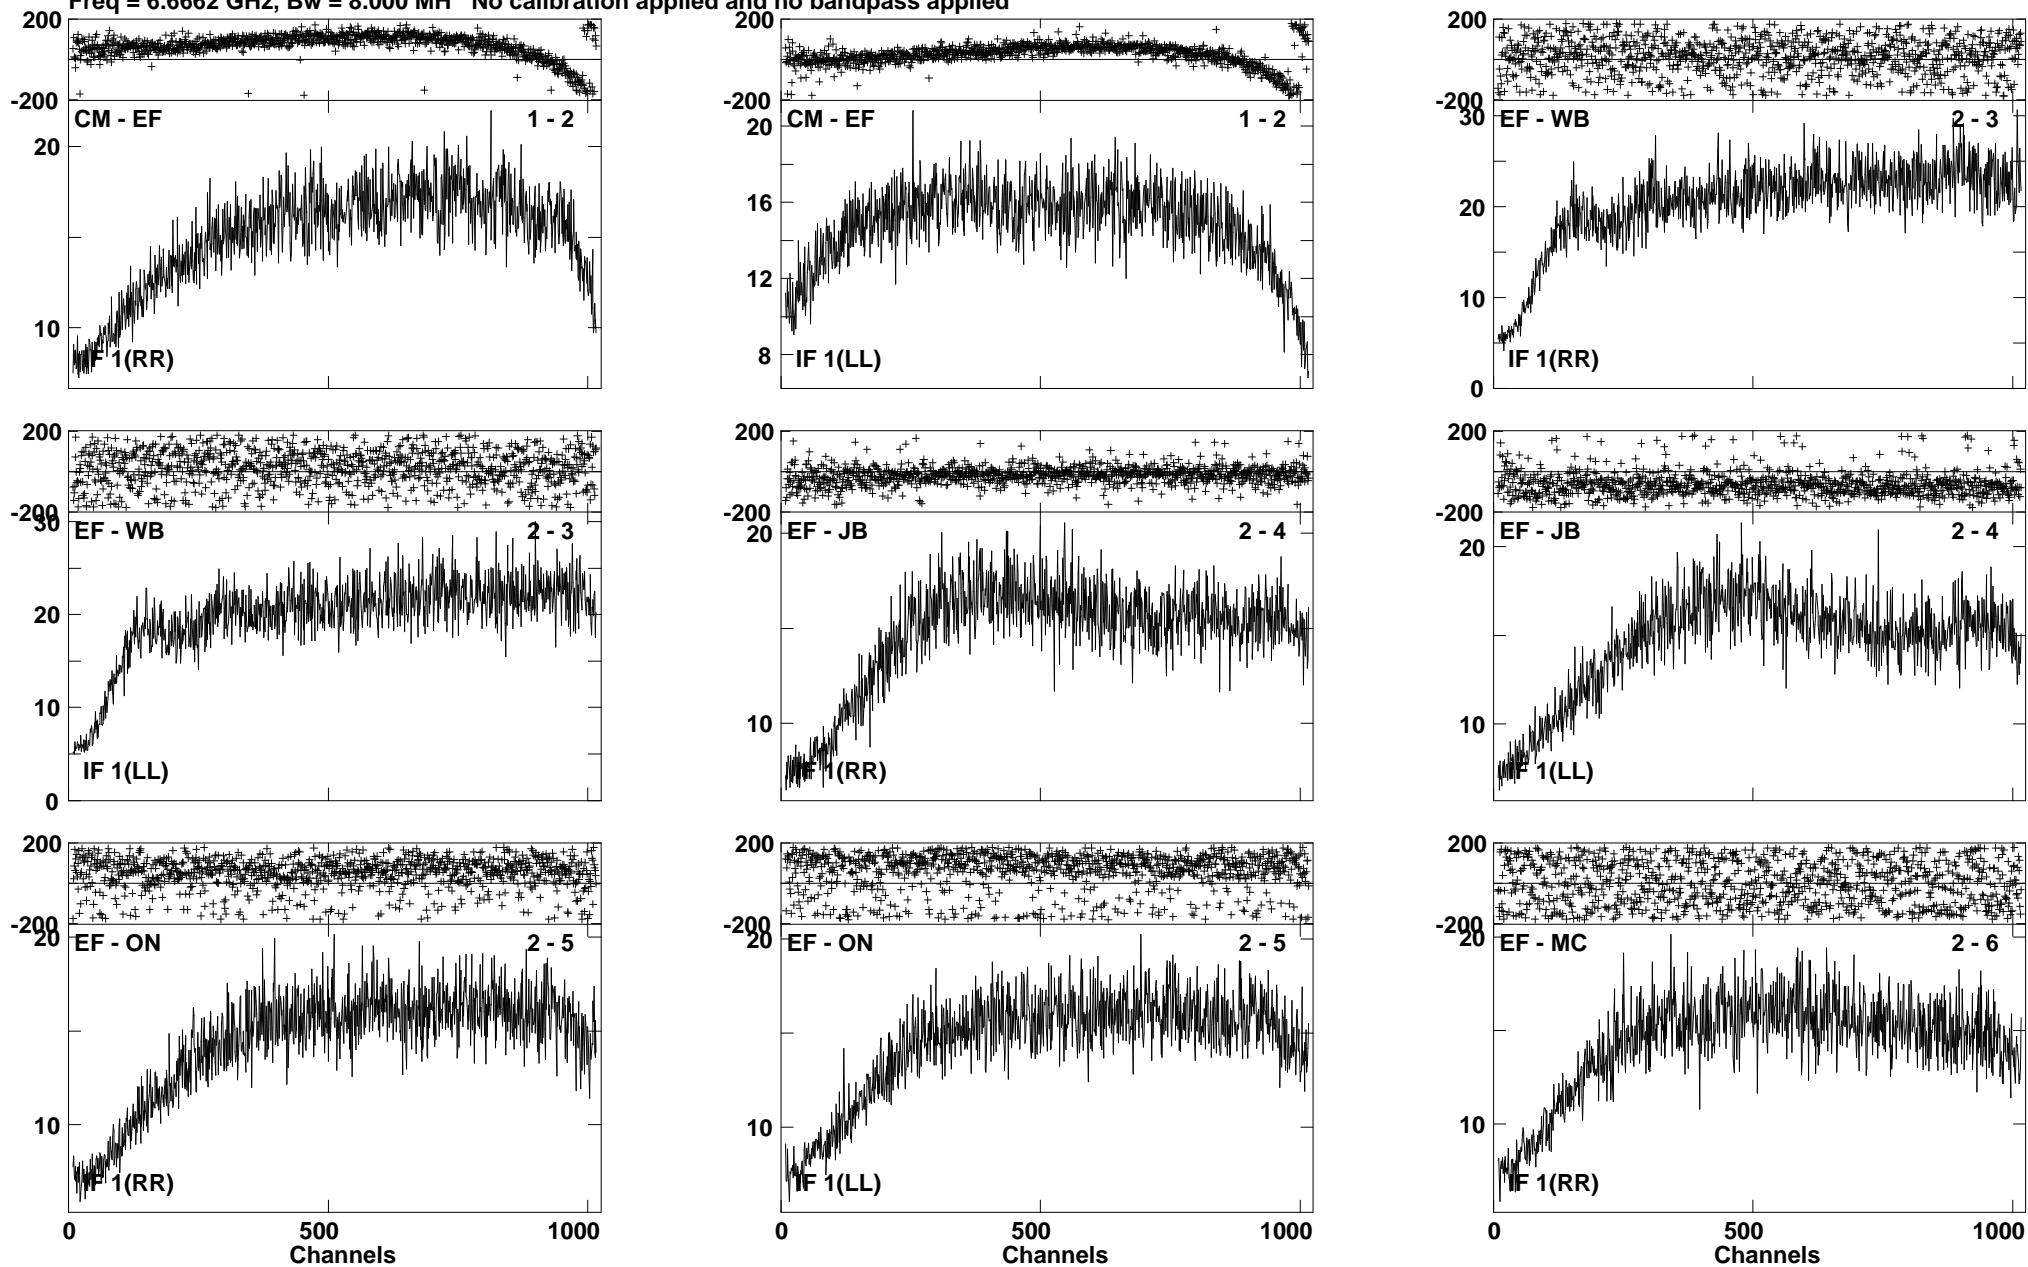 Freq = 6.6662 GHz, Bw = 8.000 MH No calibration applied and no bandpass applied
200
-200
CM - EF 1 - 2
20
10
IF 1(RR)
200
-200
CM - EF 1 - 2
20
16
12
8
IF 1(LL)
200
-200
30
EF - WB 2 - 3
20
10
0
IF 1(RR)
200
-200
30
EF - WB 2 - 3
20
10
0
IF 1(LL)
200
-200
20
EF - JB 2 - 4
10
IF 1(RR)
200
-200
EF - JB 2 - 4
20
10
IF 1(LL)
200
-200
20
EF - ON 2 - 5
10
IF 1(RR)
0 500 1000
Channels
200
-200
20
EF - ON 2 - 5
10
IF 1(LL)
0 500 1000
Channels
200
-200
20
EF - MC 2 - 6
10
IF 1(RR)
0 500 1000
Channels